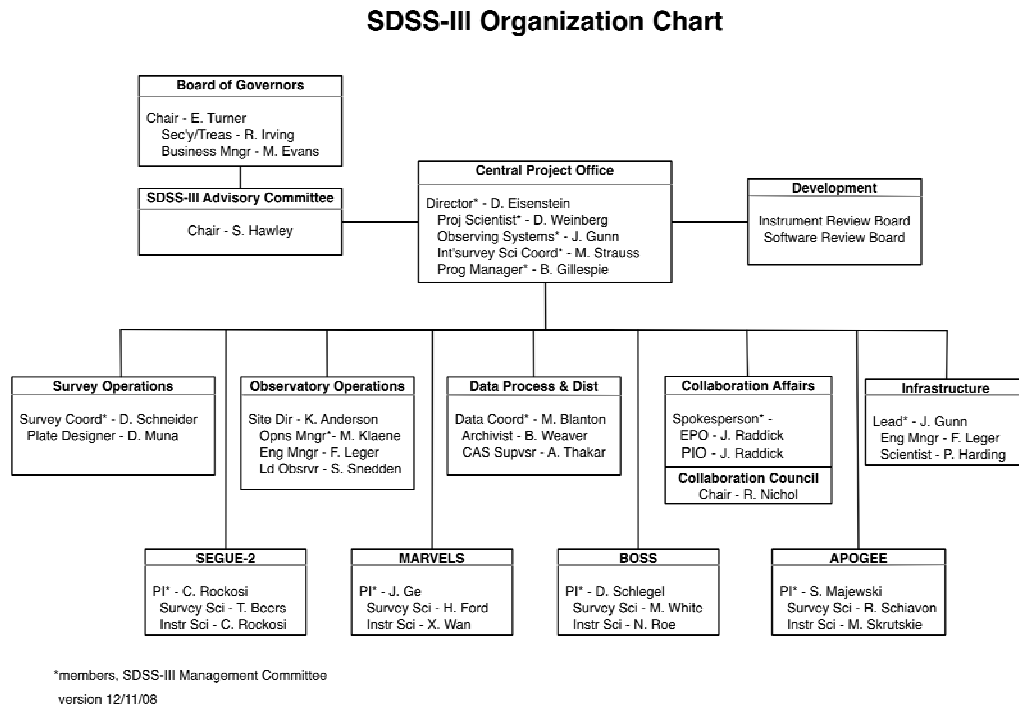 SDSS-III Organization Chart
Board of Governors
Chair - E. Turner
Sec'y/Treas - R. Irving
Business Mngr - M. Evans
SDSS-III Advisory Committee
Chair - S. Hawley
Central Project Office
Director* - D. Eisenstein
Proj Scientist* - D. Weinberg
Observing Systems* - J. Gunn
Int'survey Sci Coord* - M. Strauss
Prog Manager* - B. Gillespie
Development
Instrument Review Board
Software Review Board
Survey Operations
Survey Coord* - D. Schneider
Plate Designer - D. Muna
Observatory Operations
Site Dir - K. Anderson
Opns Mngr* - M. Klaene
Eng Mngr - F. Leger
Ld Obsrvr - S. Snedden
Data Process & Dist
Data Coord* - M. Blanton
Archivist - B. Weaver
CAS Supvsr - A. Thakar
Collaboration Affairs
Spokesperson* -
EPO - J. Raddick
PIO - J. Raddick
Collaboration Council
Chair - R. Nichol
Infrastructure
Lead* - J. Gunn
Eng Mngr - F. Leger
Scientist - P. Harding
SEGUE-2
PI* - C. Rockosi
Survey Sci - T. Beers
Instr Sci - C. Rockosi
MARVELS
PI* - J. Ge
Survey Sci - H. Ford
Instr Sci - X. Wan
BOSS
PI* - D. Schlegel
Survey Sci - M. White
Instr Sci - N. Roe
APOGEE
PI* - S. Majewski
Survey Sci - R. Schiavon
Instr Sci - M. Skrutskie
*members, SDSS-III Management Committee
version 12/11/08